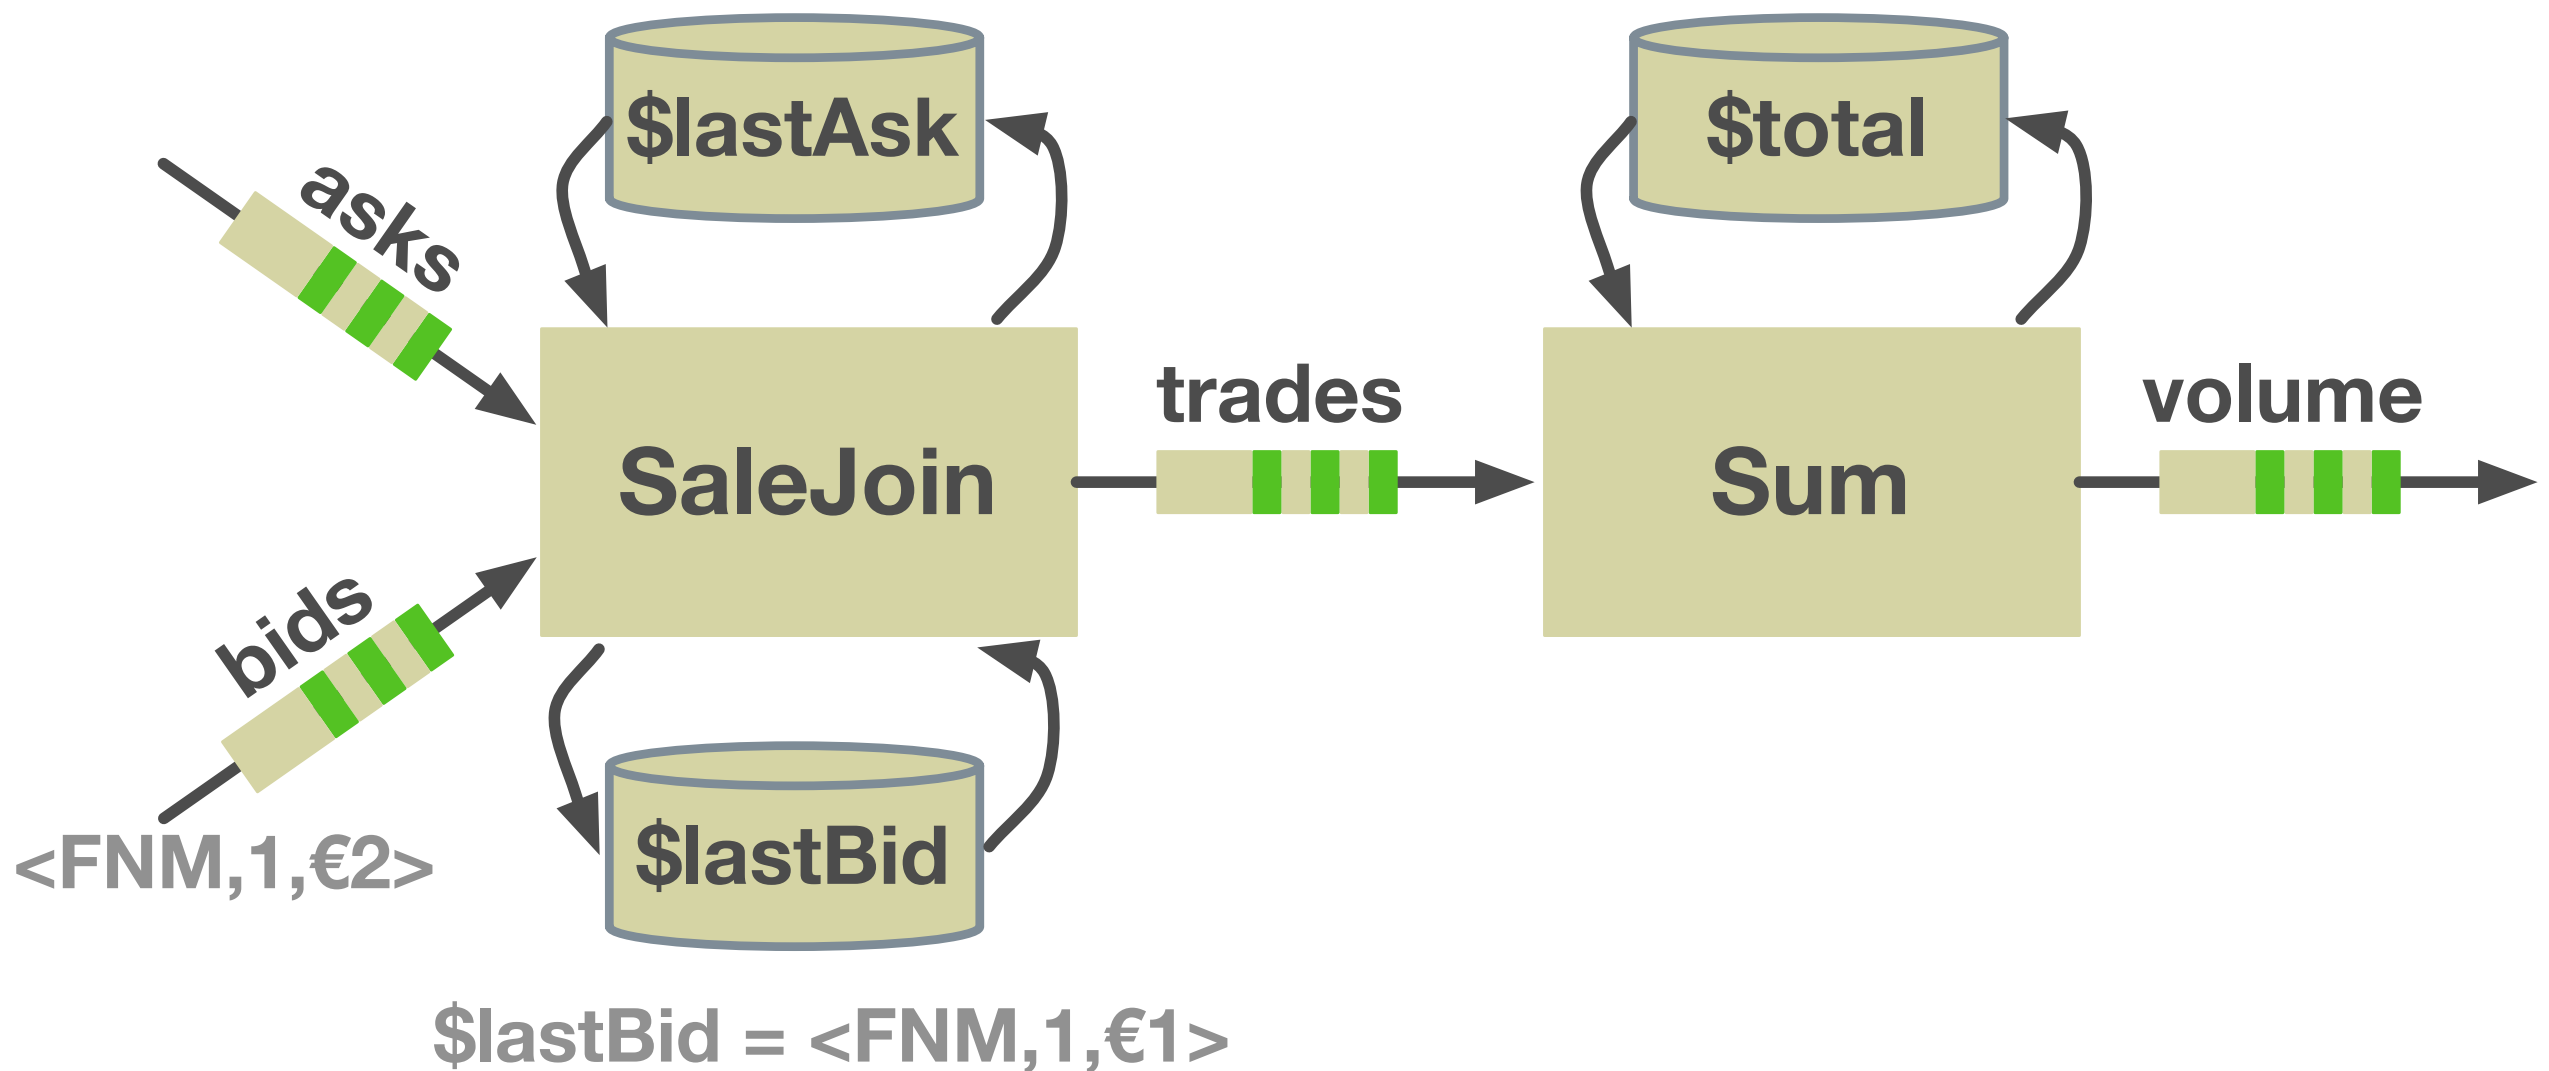 $lastAsk
$total
asks
trades
volume
SaleJoin
Sum
bids
$lastBid
<FNM,1,€2>
$lastBid = <FNM,1,€1>